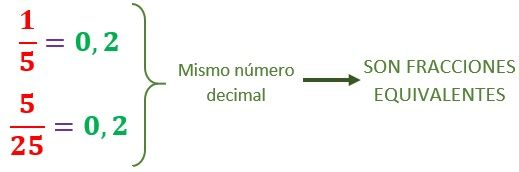 1/5 = 0,2
5/25 = 0,2
Mismo número
decimal
SON FRACCIONES
EQUIVALENTES